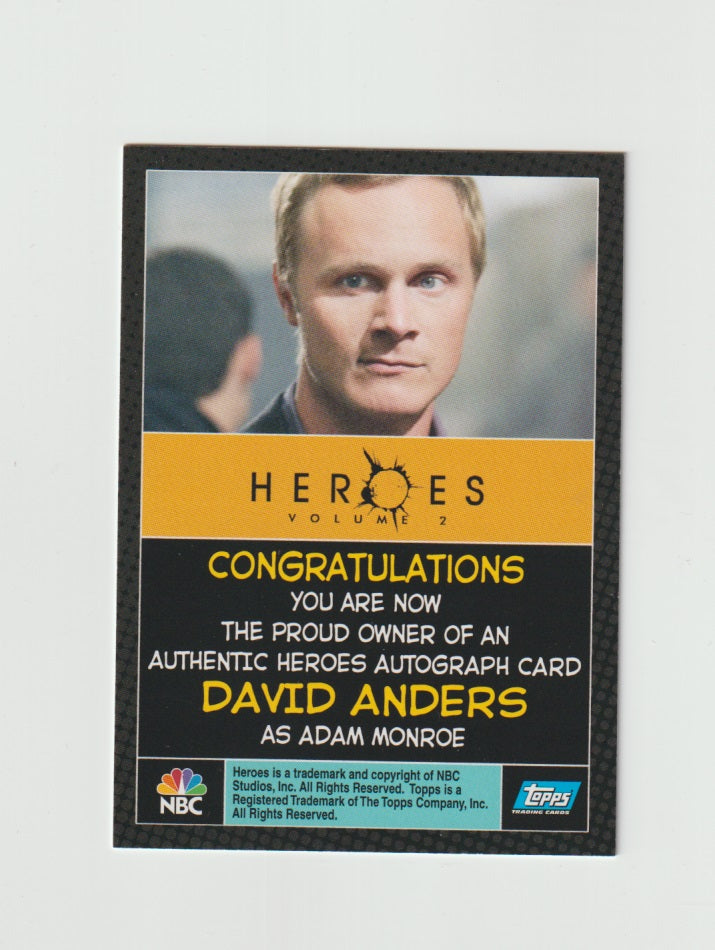 HEROES
VOLUME 2
CONGRATULATIONS
YOU ARE NOW
THE PROUD OWNER OF AN
AUTHENTIC HEROES AUTOGRAPH CARD
DAVID ANDERS
AS ADAM MONROE
NBC
Heroes is a trademark and copyright of NBC
Studios, Inc. All Rights Reserved. Topps is a
Registered Trademark of The Topps Company, Inc.
All Rights Reserved.
Topps
TRADING CARDS